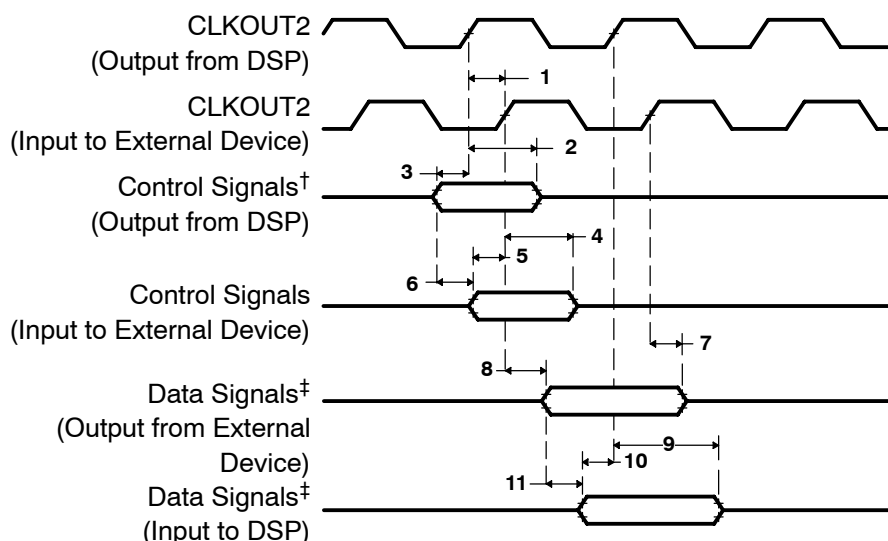 CLKOUT2
(Output from DSP)
1
CLKOUT2
(Input to External Device)
2
3
Control Signals†
(Output from DSP)
4
5
6
Control Signals
(Input to External Device)
7
8
Data Signals‡
(Output from External
Device)
9
10
11
Data Signals‡
(Input to DSP)